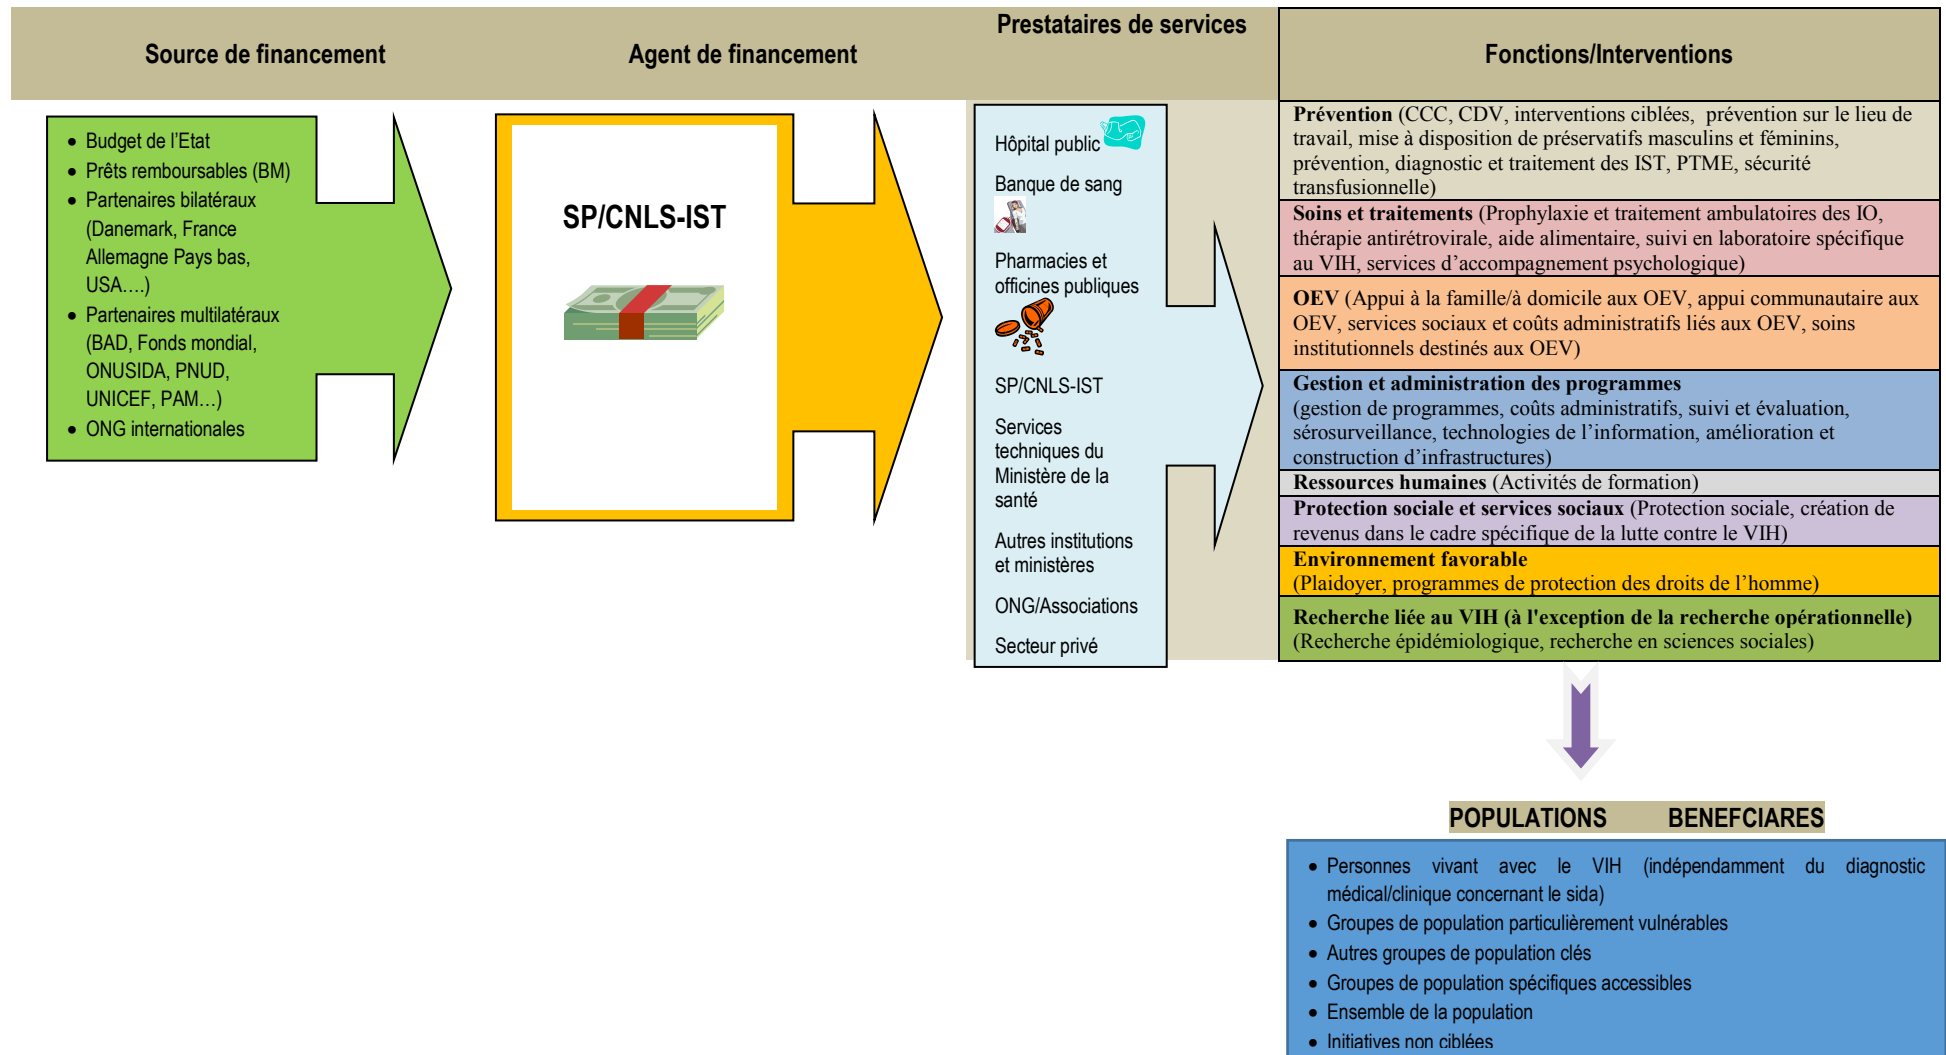 Source de financement
Agent de financement
Prestataires de services
Fonctions/Interventions
• Budget de l’Etat
• Prêts remboursables (BM)
• Partenaires bilatéraux
(Danemark, France
Allemagne Pays bas,
USA….)
• Partenaires multilatéraux
(BAD, Fonds mondial,
ONUSIDA, PNUD,
UNICEF, PAM…)
• ONG internationales
SP/CNLS-IST
Hôpital public
Banque de sang
Pharmacies et
officines publiques
SP/CNLS-IST
Services
techniques du
Ministère de la
santé
Autres institutions
et ministères
ONG/Associations
Secteur privé
Prévention (CCC, CDV, interventions ciblées, prévention sur le lieu de
travail, mise à disposition de préservatifs masculins et féminins,
prévention, diagnostic et traitement des IST, PTME, sécurité
transfusionnelle)
Soins et traitements (Prophylaxie et traitement ambulatoires des IO,
thérapie antirétrovirale, aide alimentaire, suivi en laboratoire spécifique
au VIH, services d’accompagnement psychologique)
OEV (Appui à la famille/à domicile aux OEV, appui communautaire aux
OEV, services sociaux et coûts administratifs liés aux OEV, soins
institutionnels destinés aux OEV)
Gestion et administration des programmes
(gestion de programmes, coûts administratifs, suivi et évaluation,
sérosurveillance, technologies de l’information, amélioration et
construction d’infrastructures)
Ressources humaines (Activités de formation)
Protection sociale et services sociaux (Protection sociale, création de
revenus dans le cadre spécifique de la lutte contre le VIH)
Environnement favorable
(Plaidoyer, programmes de protection des droits de l’homme)
Recherche liée au VIH (à l'exception de la recherche opérationnelle)
(Recherche épidémiologique, recherche en sciences sociales)
POPULATIONS BENEFCIARES
• Personnes vivant avec le VIH (indépendamment du diagnostic
médical/clinique concernant le sida)
• Groupes de population particulièrement vulnérables
• Autres groupes de population clés
• Groupes de population spécifiques accessibles
• Ensemble de la population
• Initiatives non ciblées